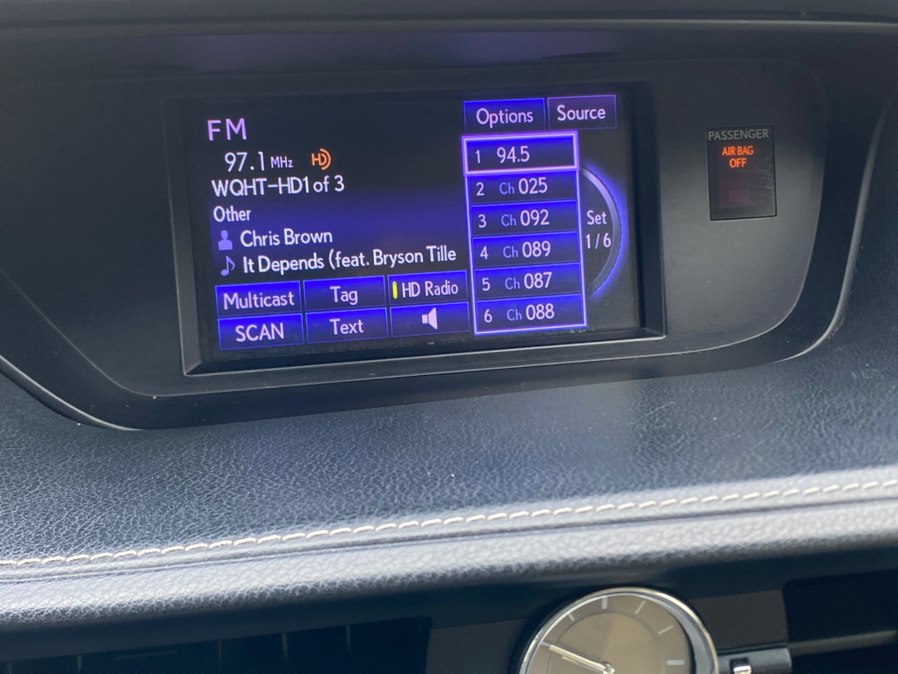 FM
97.1 MHz HD
WQHT-HD1 of 3
Other
Chris Brown
It Depends (feat. Bryson Tille
Multicast Tag HD Radio
SCAN Text
Options Source
1 94.5
2 Ch 025
3 Ch 092
4 Ch 089
5 Ch 087
6 Ch 088
Set
1/6
PASSENGER
AIR BAG
OFF